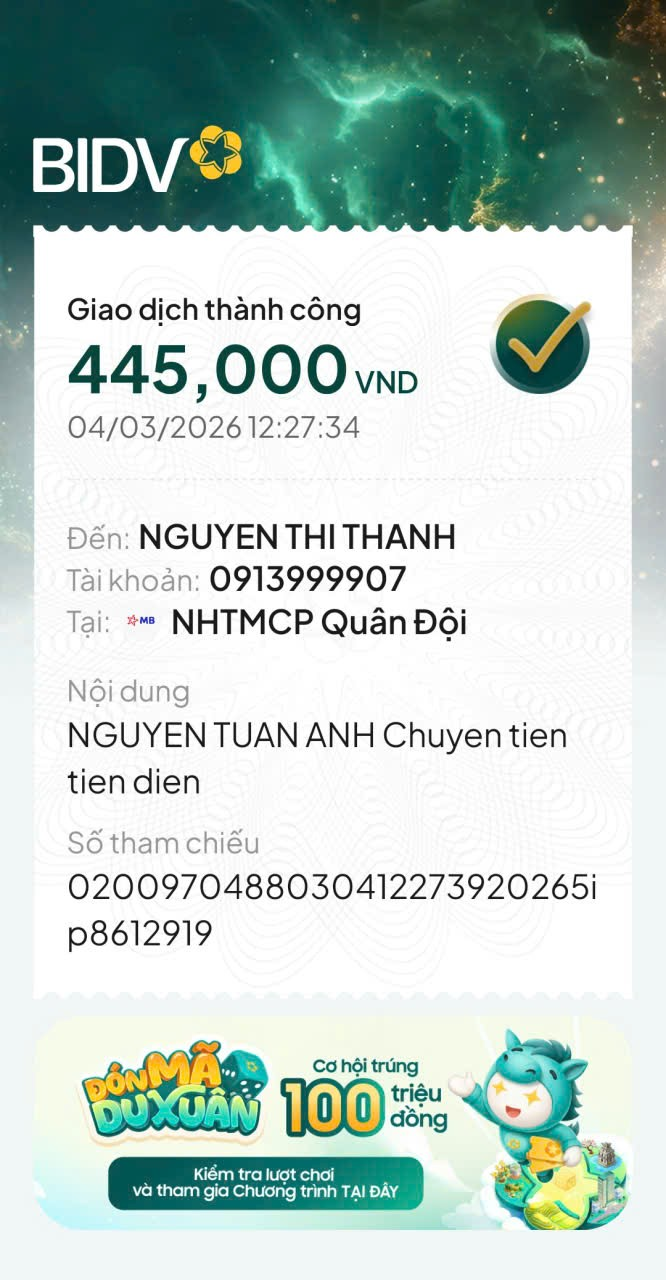 BIDV
Giao dịch thành công
445,000 VND
04/03/2026 12:27:34
Đến: NGUYEN THI THANH
Tài khoản: 0913999907
Tại: MB NHTMCP Quân Đội
Nội dung
NGUYEN TUAN ANH Chuyen tien
tien dien
Số tham chiếu
0200970488030412273920265i
p8612919
ĐÓN MÃ
DU XUÂN
Cơ hội trúng
100 triệu
đồng
Kiểm tra lượt chơi
và tham gia Chương trình TẠI ĐÂY